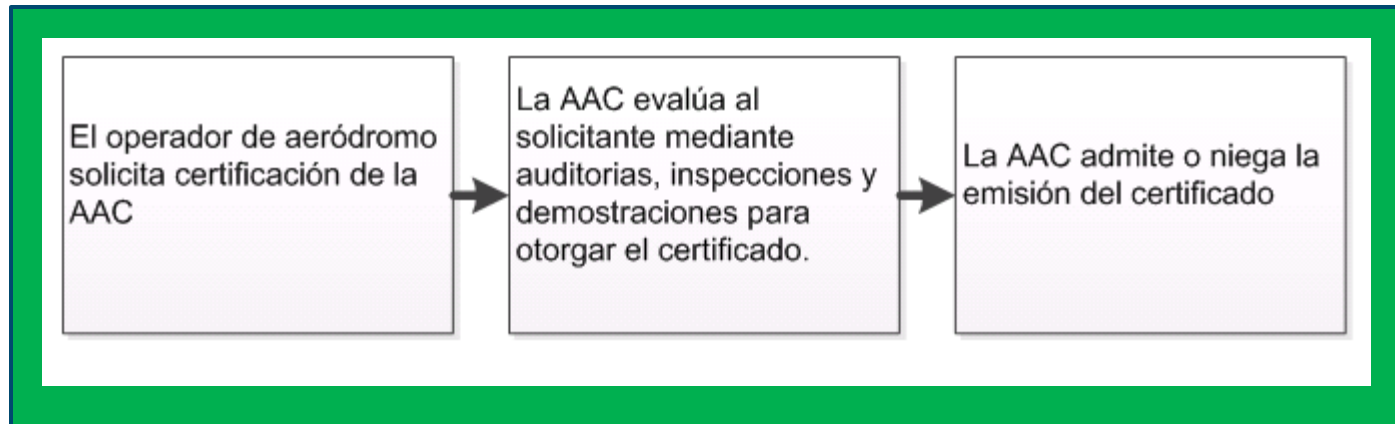 El operador de aeródromo
solicita certificación de la
AAC
La AAC evalúa al
solicitante mediante
auditorias, inspecciones y
demostraciones para
otorgar el certificado.
La AAC admite o niega la
emisión del certificado